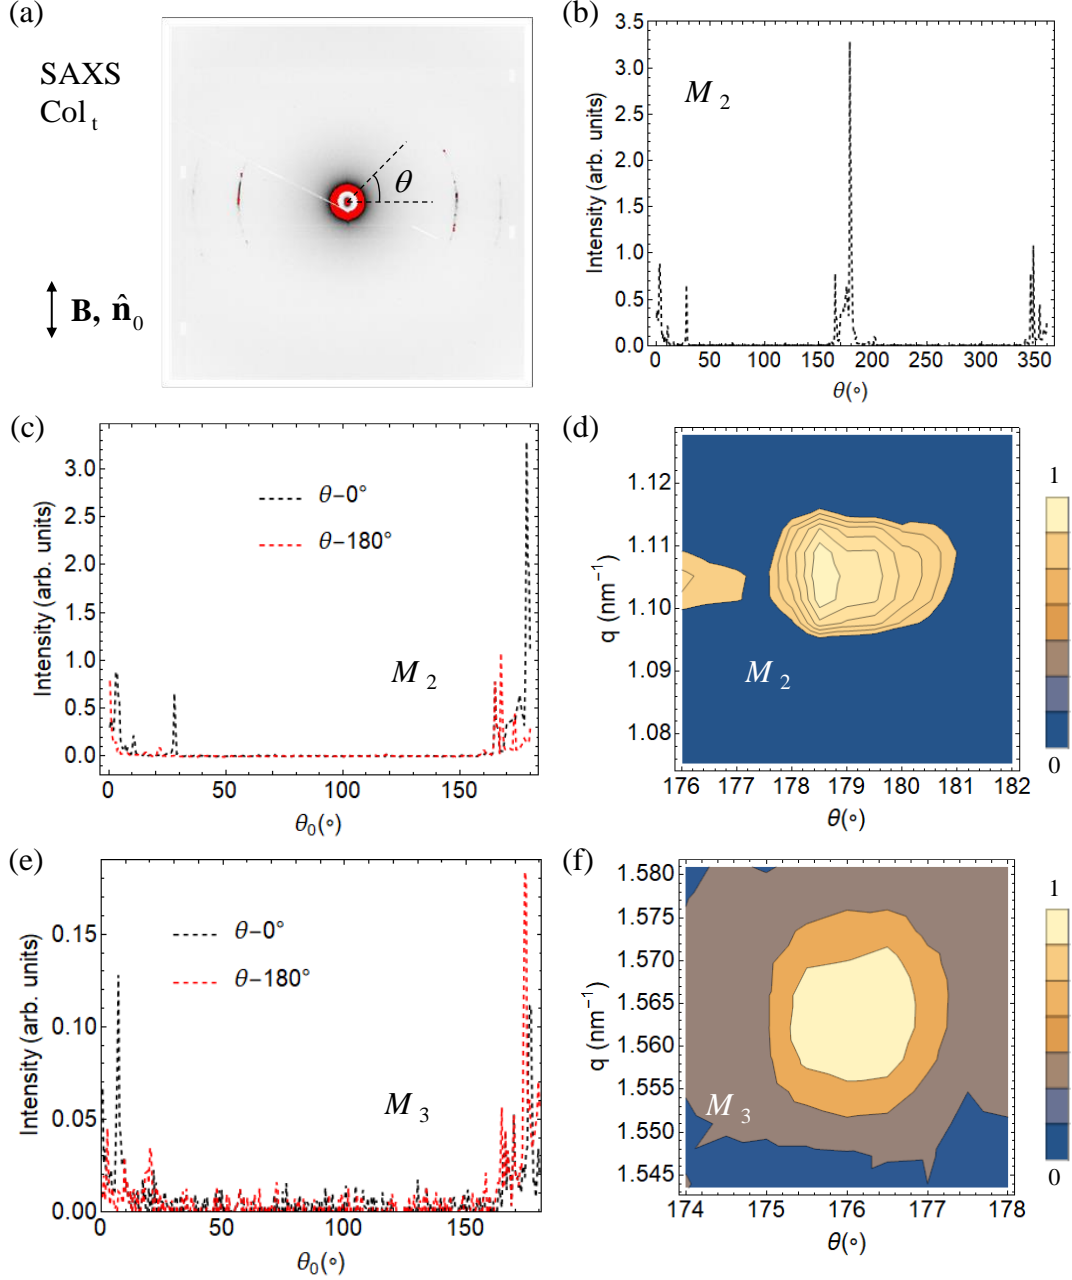 (a)
SAXS
Col t
θ
B, n̂0
(b)
M 2
Intensity (arb. units)
3.5
3.0
2.5
2.0
1.5
1.0
0.5
0.0
0 50 100 150 200 250 300 350
θ(°)
(c)
Intensity (arb. units)
3.0
2.5
2.0
1.5
1.0
0.5
0.0
θ-0°
θ-180°
M 2
0 50 100 150
θ0(°)
(d)
q (nm−1)
1.12
1.11
1.10
1.09
1.08
M 2
176 177 178 179 180 181 182
θ(°)
1
0
(e)
Intensity (arb. units)
0.15
0.10
0.05
0.00
θ-0°
θ-180°
M 3
0 50 100 150
θ0(°)
(f)
q (nm−1)
1.580
1.575
1.570
1.565
1.560
1.555
1.550
1.545
M 3
174 175 176 177 178
θ(°)
1
0